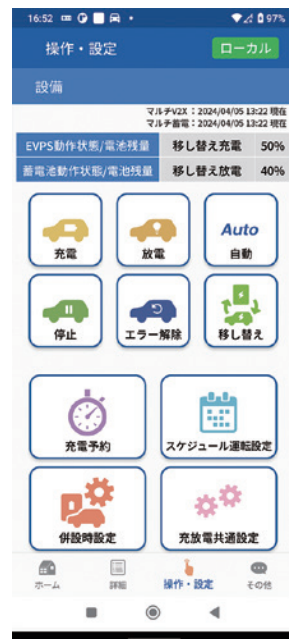 16:52 97%
操作・設定 ローカル
設備
マルチV2X：2024/04/05 13:22 現在
マルチ蓄電：2024/04/05 13:22 現在
EVPS動作状態/電池残量 移し替え充電 50%
蓄電池動作状態/電池残量 移し替え放電 40%
充電 放電 Auto 自動
停止 エラー解除 移し替え
充電予約 スケジュール運転設定
併設時設定 充放電共通設定
ホーム 詳細 操作・設定 その他